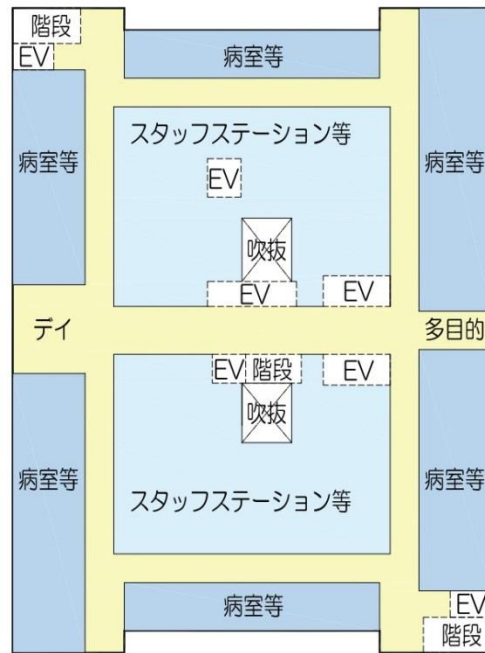 階段
EV
病室等
スタッフステーション等
病室等
病室等
EV
吹抜
EV
EV
デイ
多目的
EV
階段
EV
吹抜
病室等
病室等
スタッフステーション等
病室等
EV
階段